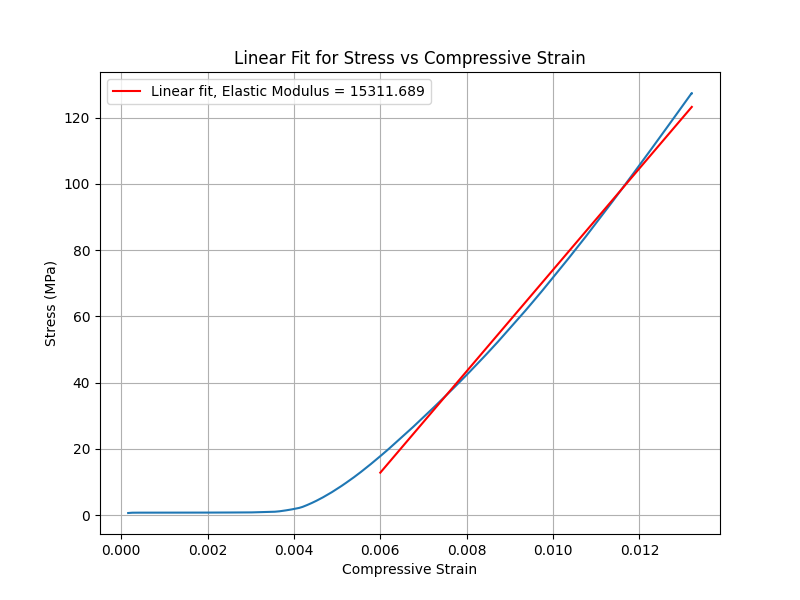 Linear Fit for Stress vs Compressive Strain
Linear fit, Elastic Modulus = 15311.689
120
100
80
60
40
20
0
Stress (MPa)
0.000 0.002 0.004 0.006 0.008 0.010 0.012
Compressive Strain